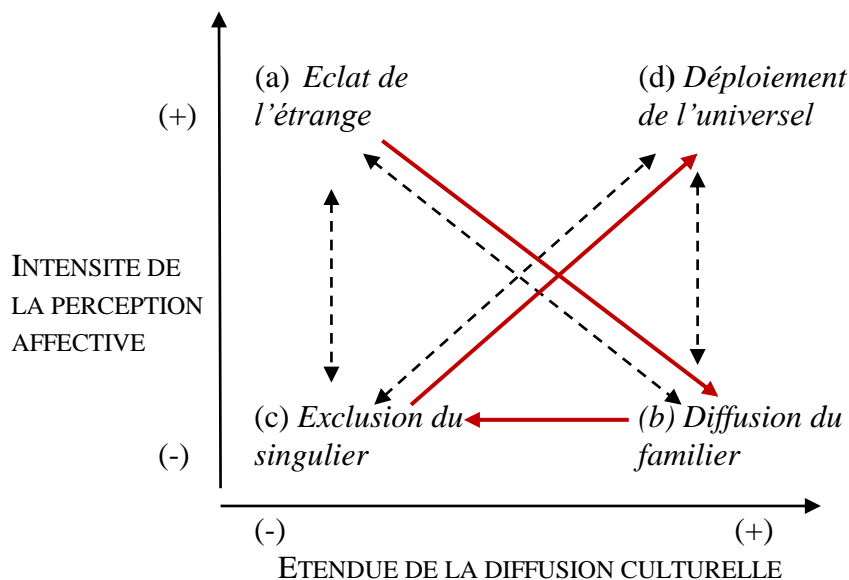 (a) Eclat de
l’étrange
(d) Déploiement
de l’universel
(+)
INTENSITE DE
LA PERCEPTION
AFFECTIVE
(c) Exclusion du
singulier
(b) Diffusion du
familier
(-)
(-)
(+)
ETENDUE DE LA DIFFUSION CULTURELLE